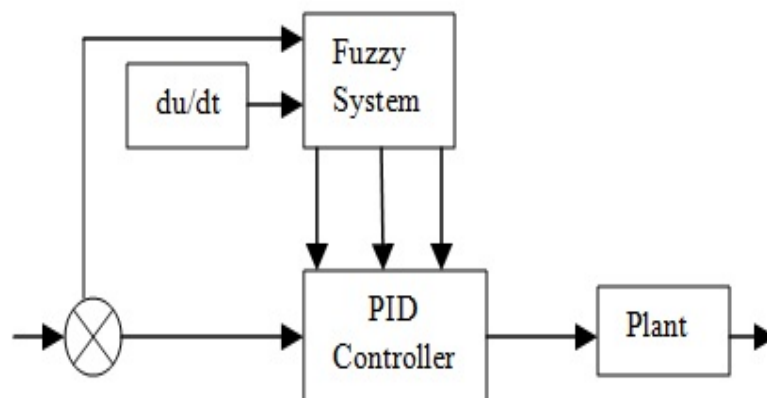 Fuzzy
System
du/dt
PID
Controller
Plant